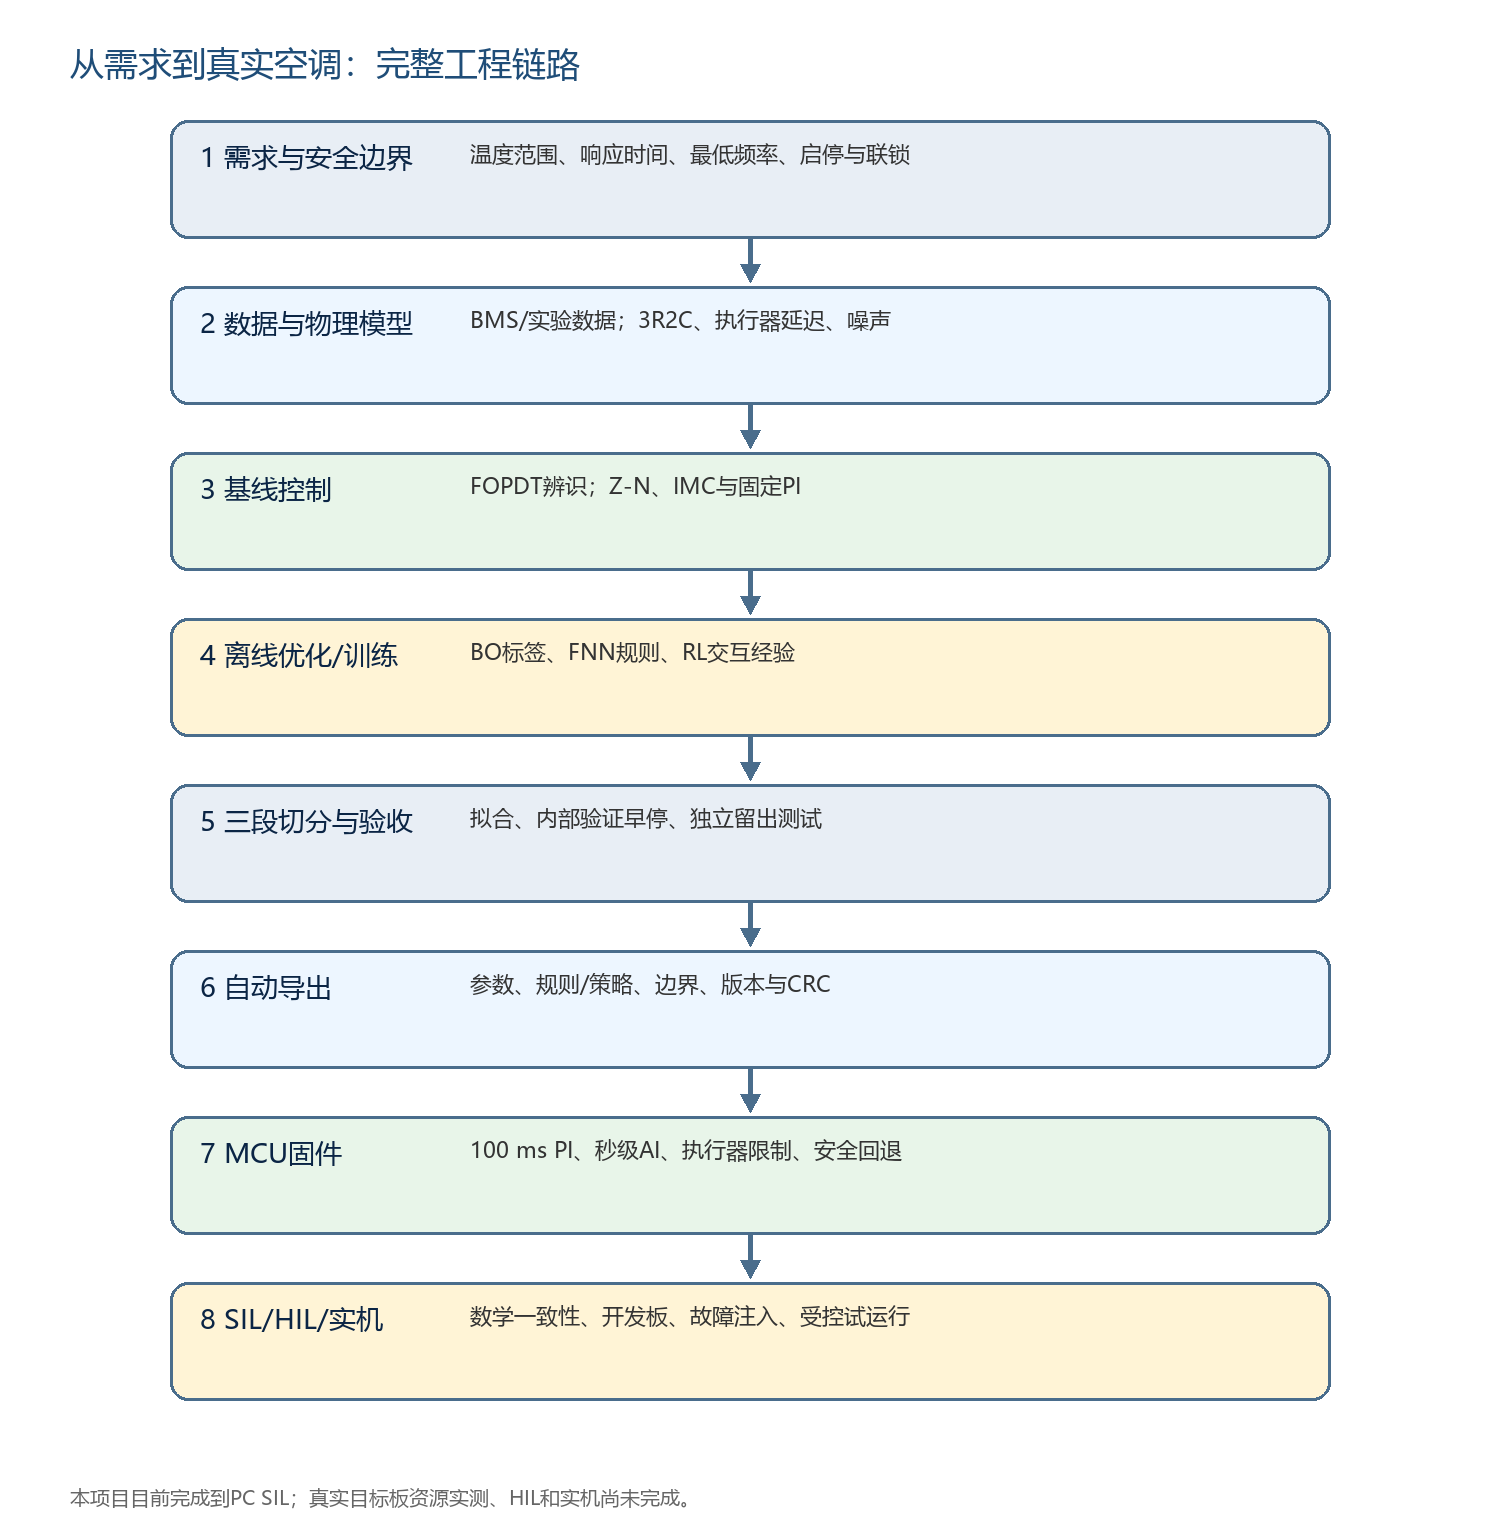 从需求到真实空调：完整工程链路
1 需求与安全边界 温度范围、响应时间、最低频率、启停与联锁
2 数据与物理模型 BMS/实验数据；3R2C、执行器延迟、噪声
3 基线控制 FOPDT辨识；Z-N、IMC与固定PI
4 离线优化/训练 BO标签、FNN规则、RL交互经验
5 三段切分与验收 拟合、内部验证早停、独立留出测试
6 自动导出 参数、规则/策略、边界、版本与CRC
7 MCU固件 100 ms PI、秒级AI、执行器限制、安全回退
8 SIL/HIL/实机 数学一致性、开发板、故障注入、受控试运行
本项目目前完成到PC SIL；真实目标板资源实测、HIL和实机尚未完成。